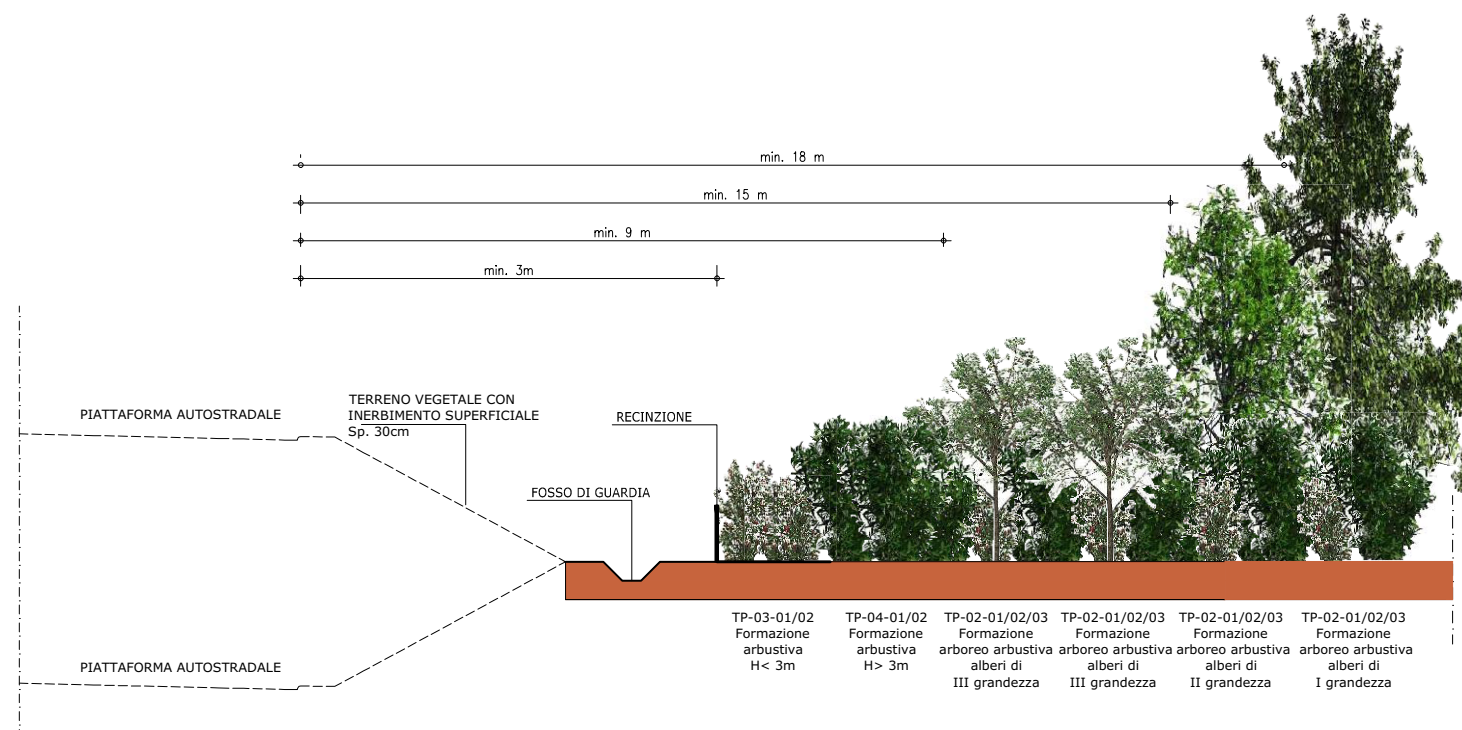 min. 18 m
min. 15 m
min. 9 m
min. 3m
PIATTAFORMA AUTOSTRADALE
TERRENO VEGETALE CON
INERBIMENTO SUPERFICIALE
Sp. 30cm
RECINZIONE
FOSSO DI GUARDIA
PIATTAFORMA AUTOSTRADALE
TP-03-01/02
Formazione
arbustiva
H< 3m
TP-04-01/02
Formazione
arbustiva
H> 3m
TP-02-01/02/03
Formazione
arboreo arbustiva
alberi di
III grandezza
TP-02-01/02/03
Formazione
arboreo arbustiva
alberi di
III grandezza
TP-02-01/02/03
Formazione
arboreo arbustiva
alberi di
II grandezza
TP-02-01/02/03
Formazione
arboreo arbustiva
alberi di
I grandezza